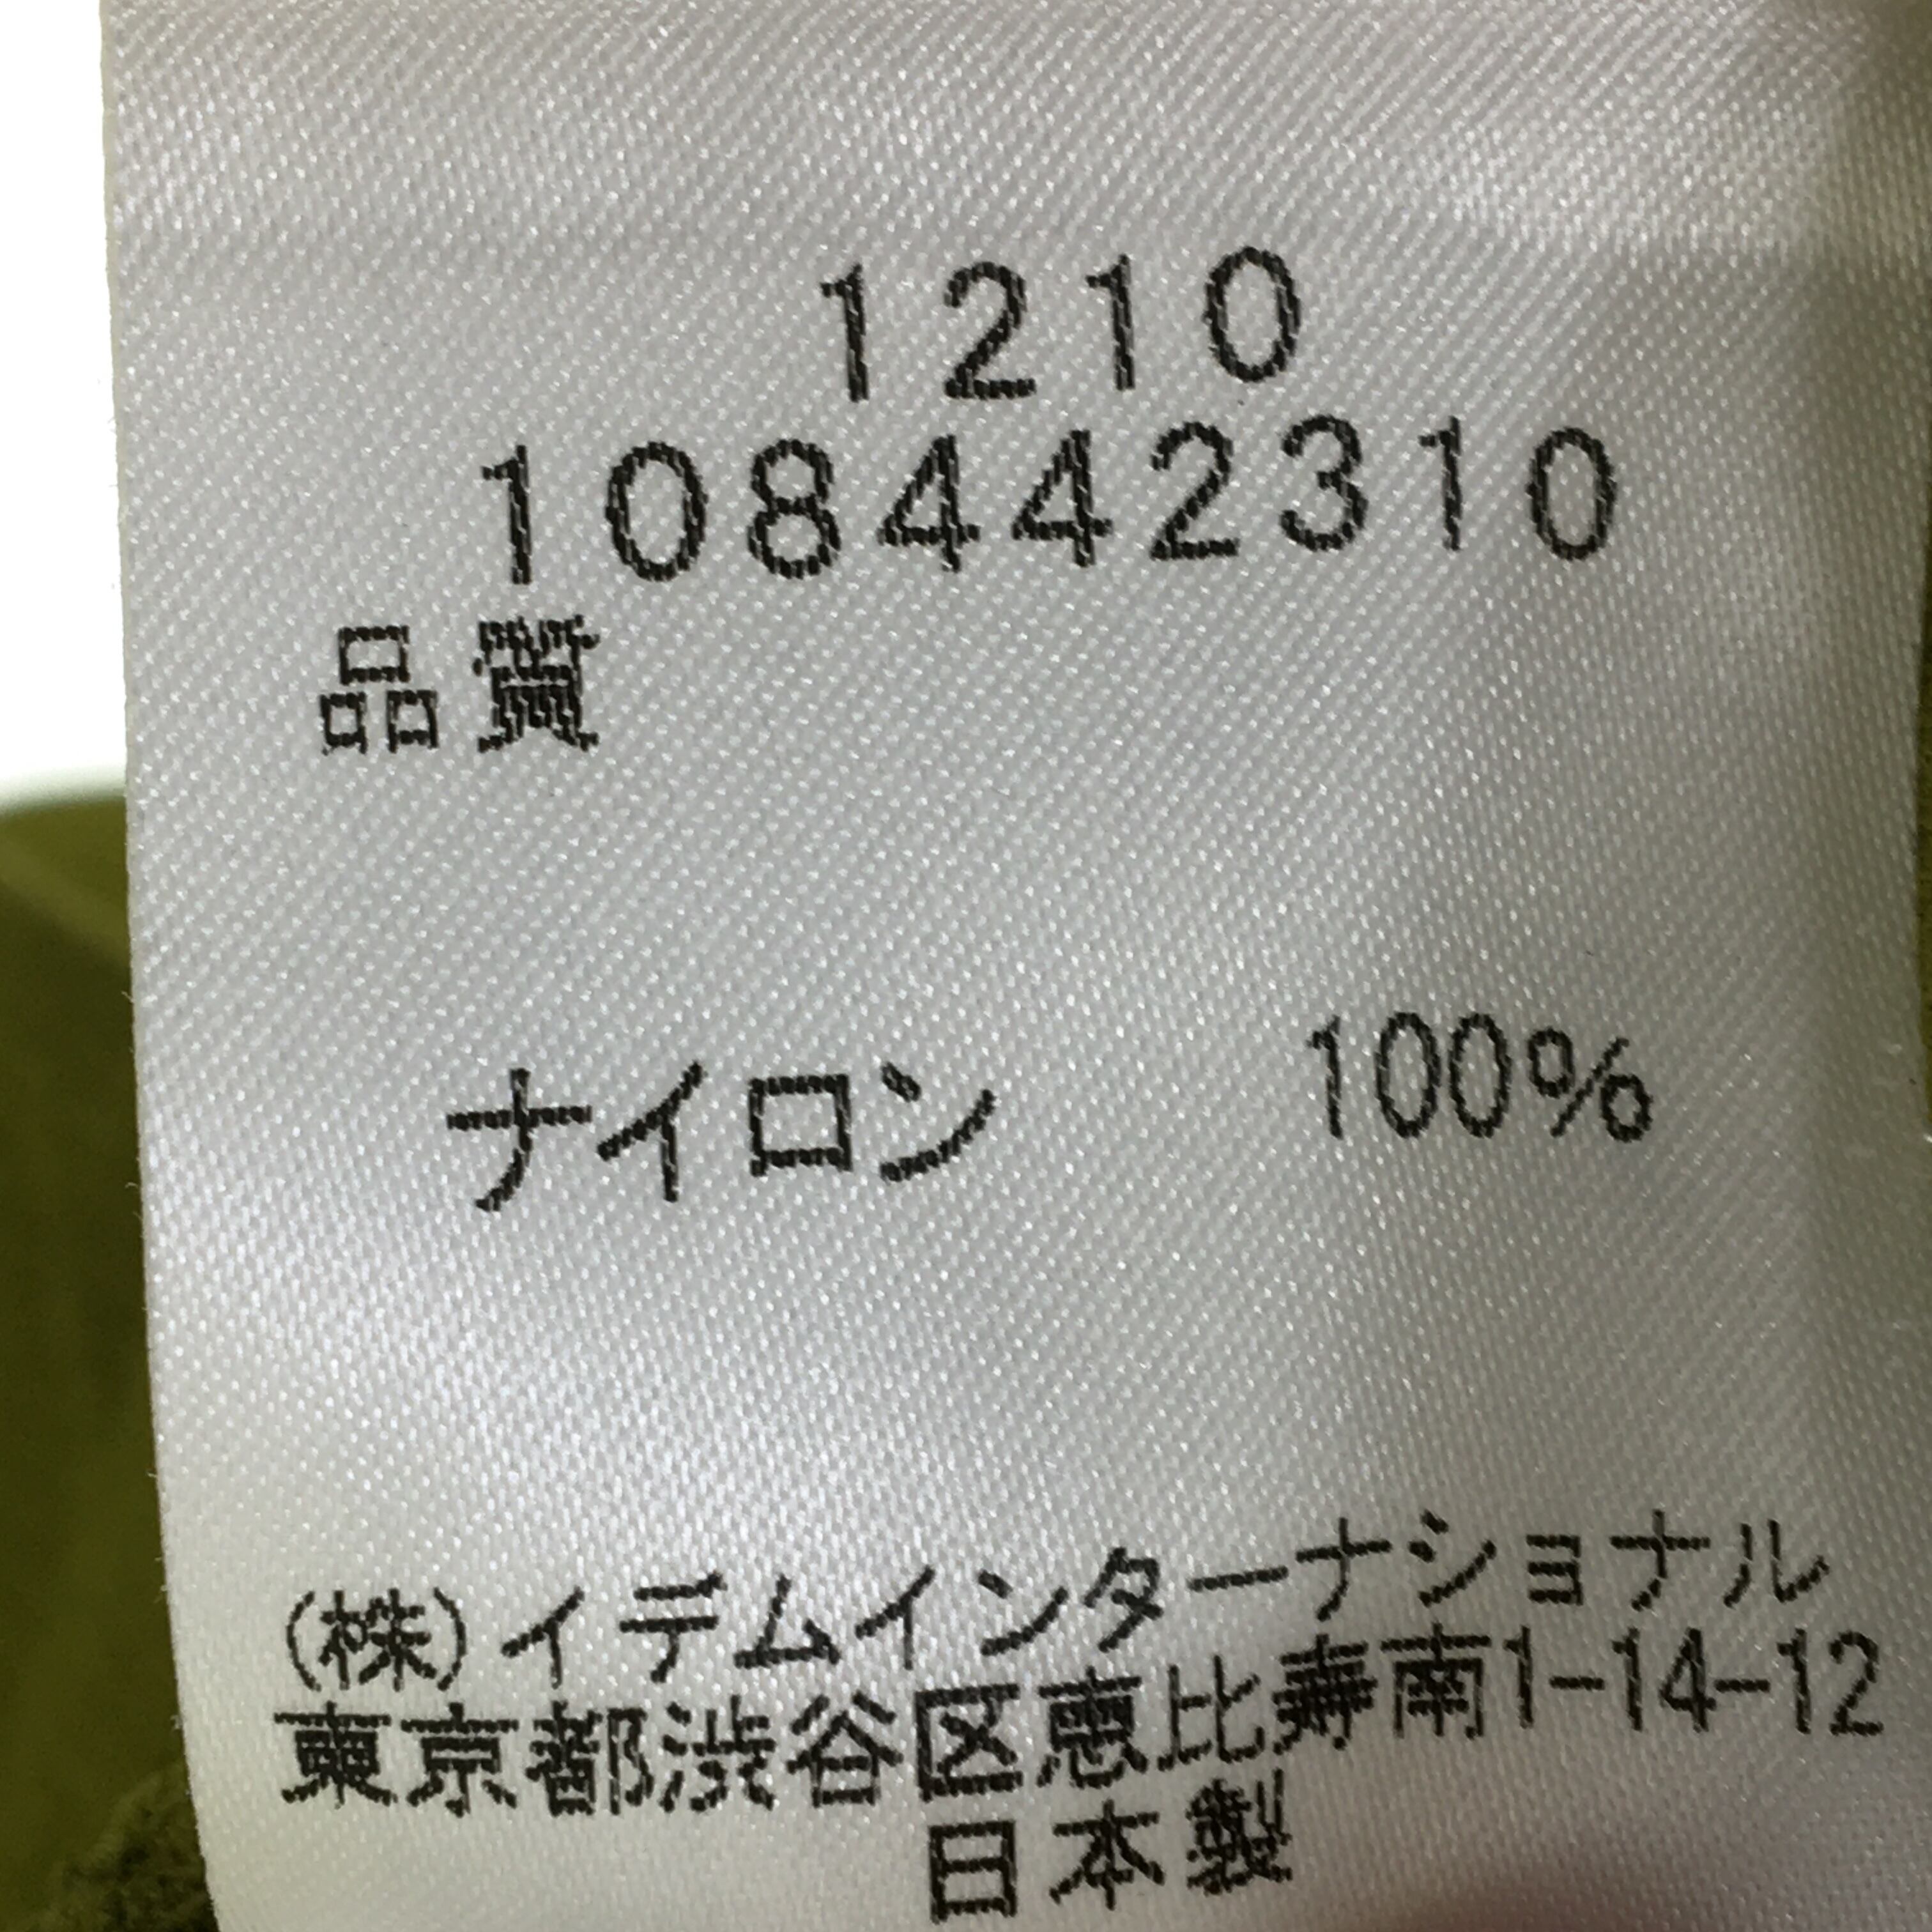 1210
108442310
品質
ナイロン 100%
(株)イデムインターナショナル
東京都渋谷区恵比寿南1-14-12
日本製